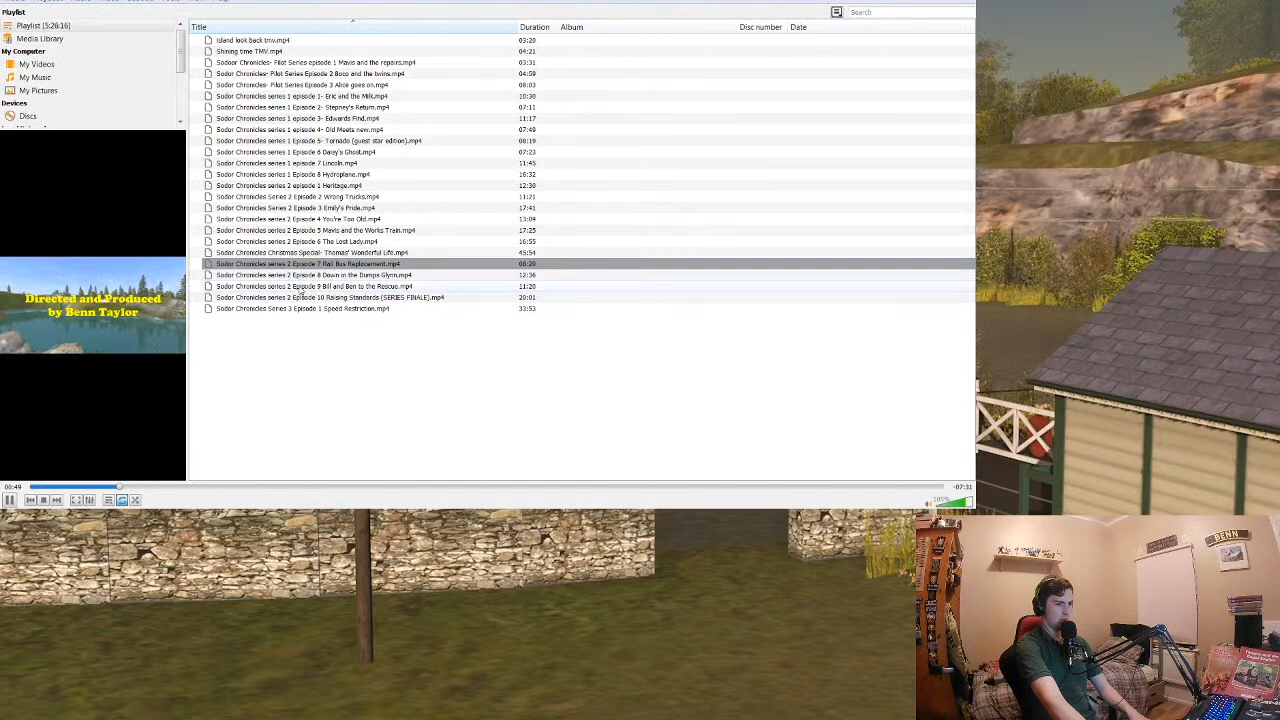 Playlist
Search
Playlist [5:26:16]
Media Library
My Computer
My Videos
My Music
My Pictures
Devices
Discs
Title Duration Album Disc number Date
Island look back tmv.mp4 03:20
Shining time TMV.mp4 04:21
Sodoor Chronicles- Pilot Series episode 1 Mavis and the repairs.mp4 03:31
Sodor Chronicles- Pilot Series Episode 2 Boco and the twins.mp4 04:59
Sodor Chronicles- Pilot Series Episode 3 Alice goes on.mp4 08:03
Sodor Chronicles series 1 episode 1- Eric and the Milk.mp4 10:30
Sodor Chronicles series 1 Episode 2- Stepney's Return.mp4 07:11
Sodor Chronicles series 1 episode 3- Edwards Find.mp4 11:17
Sodor Chronicles series 1 episode 4- Old Meets new.mp4 07:49
Sodor Chronicles series 1 Episode 5- Tornado (guest star edition).mp4 08:19
Sodor Chronicles series 1 Episode 6 Daisy's Ghost.mp4 07:23
Sodor Chronicles series 1 episode 7 Lincoln.mp4 11:45
Sodor Chronicles series 1 Episode 8 Hydroplane.mp4 16:32
Sodor Chronicles series 2 episode 1 Heritage.mp4 12:30
Sodor Chronicles Series 2 Episode 2 Wrong Trucks.mp4 11:21
Sodor Chronicles Series 2 Episode 3 Emily's Pride.mp4 17:41
Sodor Chronicles Series 2 Episode 4 You're Too Old.mp4 13:09
Sodor Chronicles series 2 Episode 5 Mavis and the Works Train.mp4 17:25
Sodor Chronicles series 2 Episode 6 The Lost Lady.mp4 16:55
Sodor Chronicles Christmas Special- Thomas' Wonderful Life.mp4 45:54
Sodor Chronicles series 2 Episode 7 Rail Bus Replacement.mp4 08:20
Sodor Chronicles series 2 Episode 8 Down in the Dumps Glynn.mp4 12:36
Sodor Chronicles series 2 Episode 9 Bill and Ben to the Rescue.mp4 11:20
Sodor Chronicles series 2 Episode 10 Raising Standards (SERIES FINALE).mp4 20:01
Sodor Chronicles Series 3 Episode 1 Speed Restriction.mp4 33:53
Directed and Produced
by Benn Taylor
00:49 -07:31
100%
BENN